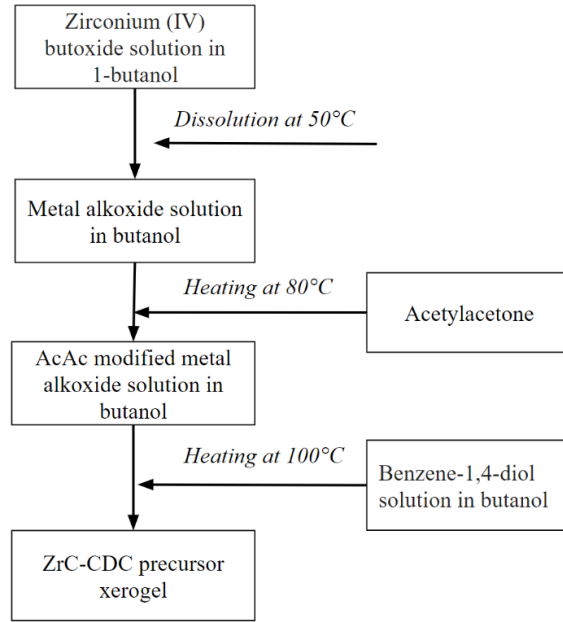 Zirconium (IV)
butoxide solution in
1-butanol
Dissolution at 50°C
Metal alkoxide solution
in butanol
Heating at 80°C
Acetylacetone
AcAc modified metal
alkoxide solution in
butanol
Heating at 100°C
Benzene-1,4-diol
solution in butanol
ZrC-CDC precursor
xerogel